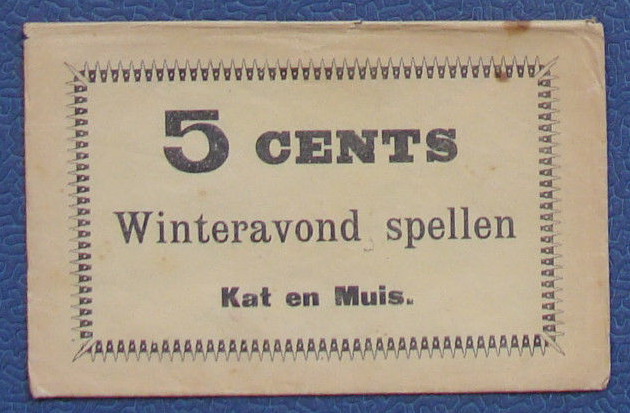 5 CENTS
Winteravond spellen
Kat en Muis.